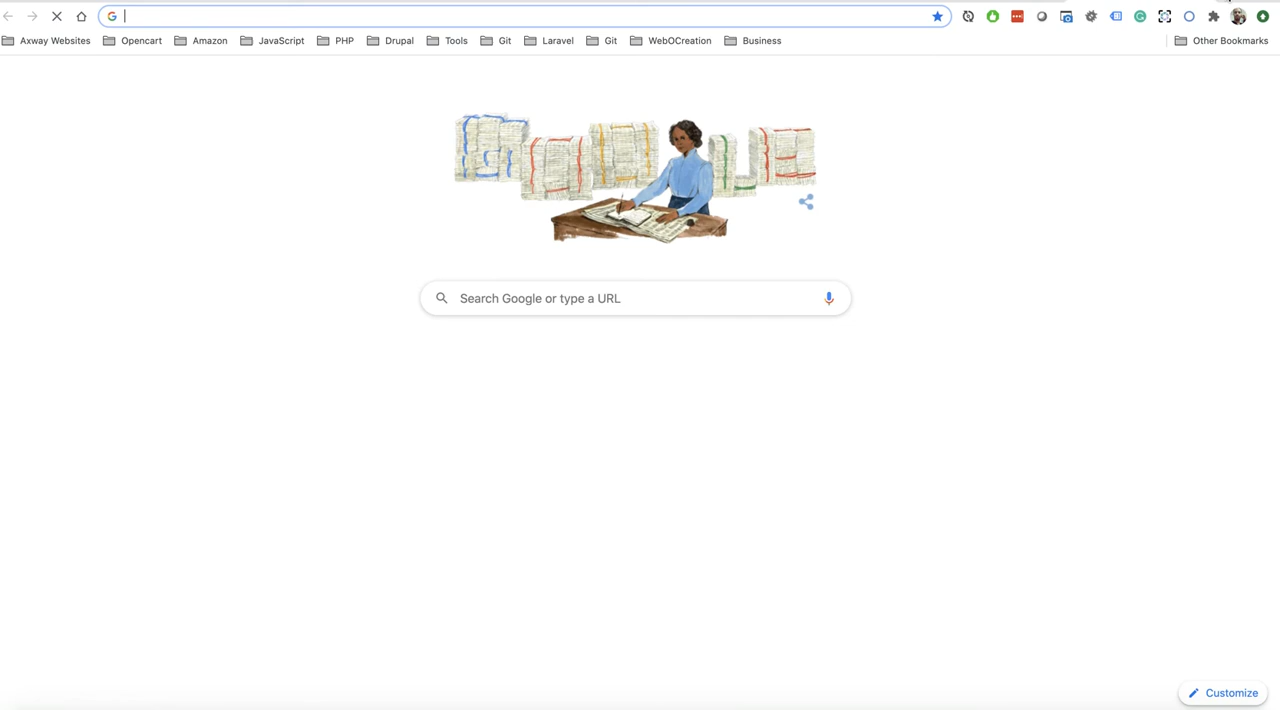 Axway Websites Opencart Amazon JavaScript PHP Drupal Tools Git Laravel Git WebOCreation Business Other Bookmarks
Search Google or type a URL
Customize